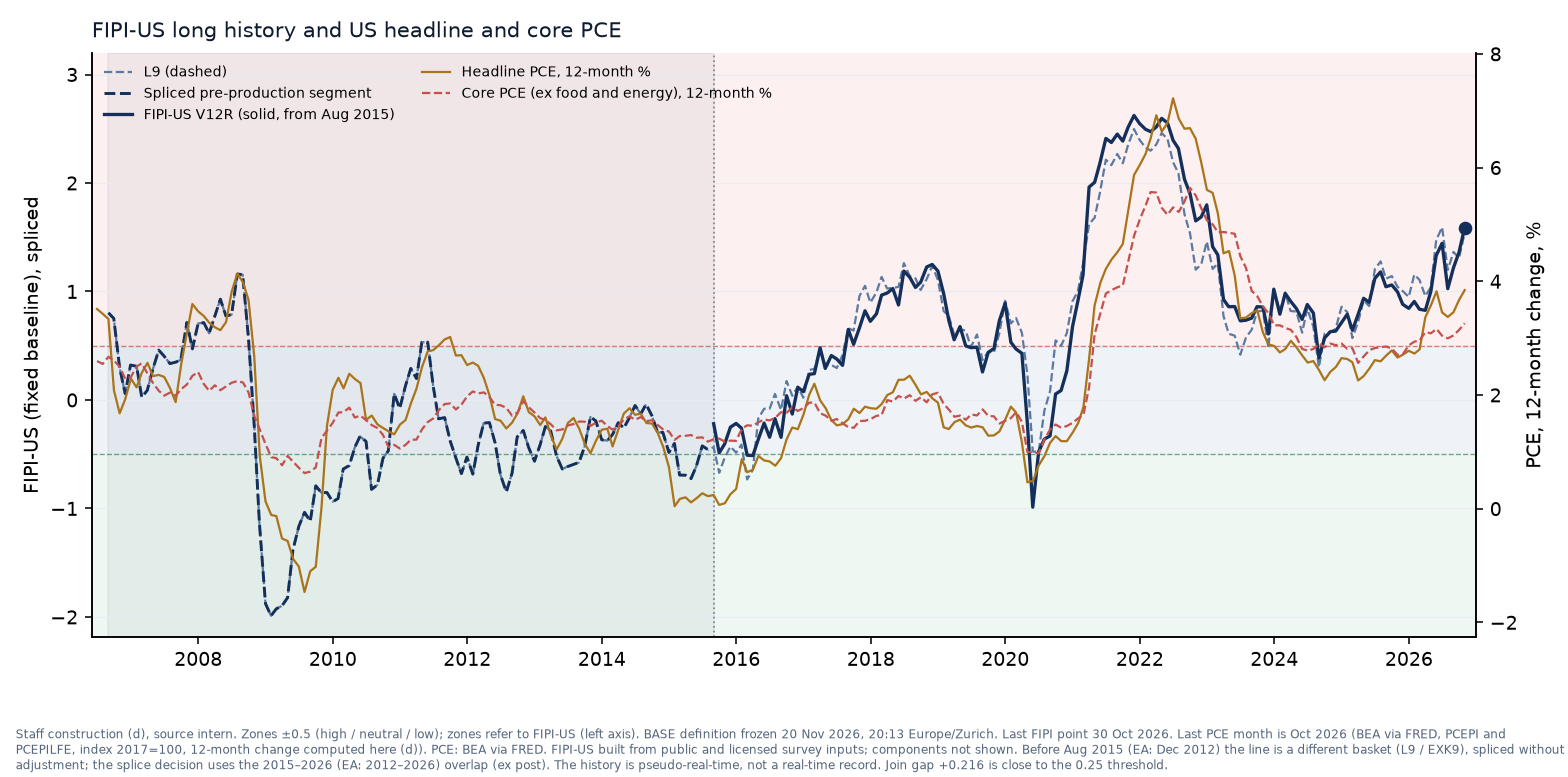 FIPI-US long history and US headline and core PCE
L9 (dashed)
Spliced pre-production segment
FIPI-US V12R (solid, from Aug 2015)
Headline PCE, 12-month %
Core PCE (ex food and energy), 12-month %
FIPI-US (fixed baseline), spliced
3
2
1
0
−1
−2
8
6
4
2
0
−2
PCE, 12-month change, %
2008
2010
2012
2014
2016
2018
2020
2022
2024
2026
Staff construction (d), source intern. Zones ±0.5 (high / neutral / low); zones refer to FIPI-US (left axis). BASE definition frozen 20 Nov 2026, 20:13 Europe/Zurich. Last FIPI point 30 Oct 2026. Last PCE month is Oct 2026 (BEA via FRED, PCEPI and
PCEPILFE, index 2017=100, 12-month change computed here (d)). PCE: BEA via FRED. FIPI-US built from public and licensed survey inputs; components not shown. Before Aug 2015 (EA: Dec 2012) the line is a different basket (L9 / EXK9), spliced without
adjustment; the splice decision uses the 2015–2026 (EA: 2012–2026) overlap (ex post). The history is pseudo-real-time, not a real-time record. Join gap +0.216 is close to the 0.25 threshold.